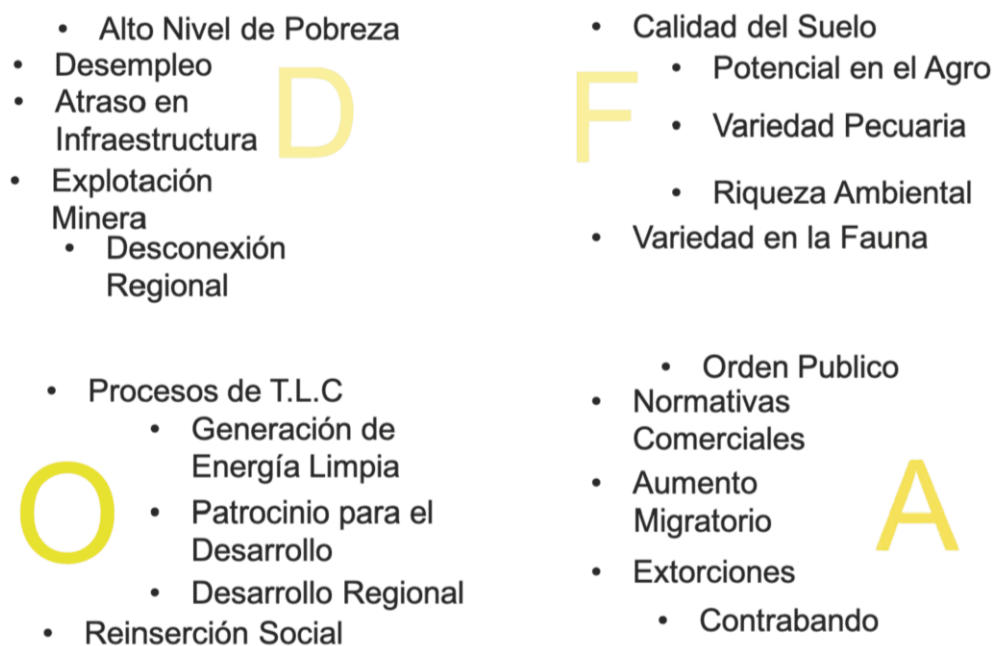 • Alto Nivel de Pobreza
• Desempleo
• Atraso en
Infraestructura
• Explotación
Minera
• Desconexión
Regional
D
• Calidad del Suelo
• Potencial en el Agro
• Variedad Pecuaria
• Riqueza Ambiental
• Variedad en la Fauna
F
• Procesos de T.L.C
• Generación de
Energía Limpia
• Patrocinio para el
Desarrollo
• Desarrollo Regional
• Reinserción Social
O
• Orden Publico
• Normativas
Comerciales
• Aumento
Migratorio
• Extorciones
• Contrabando
A